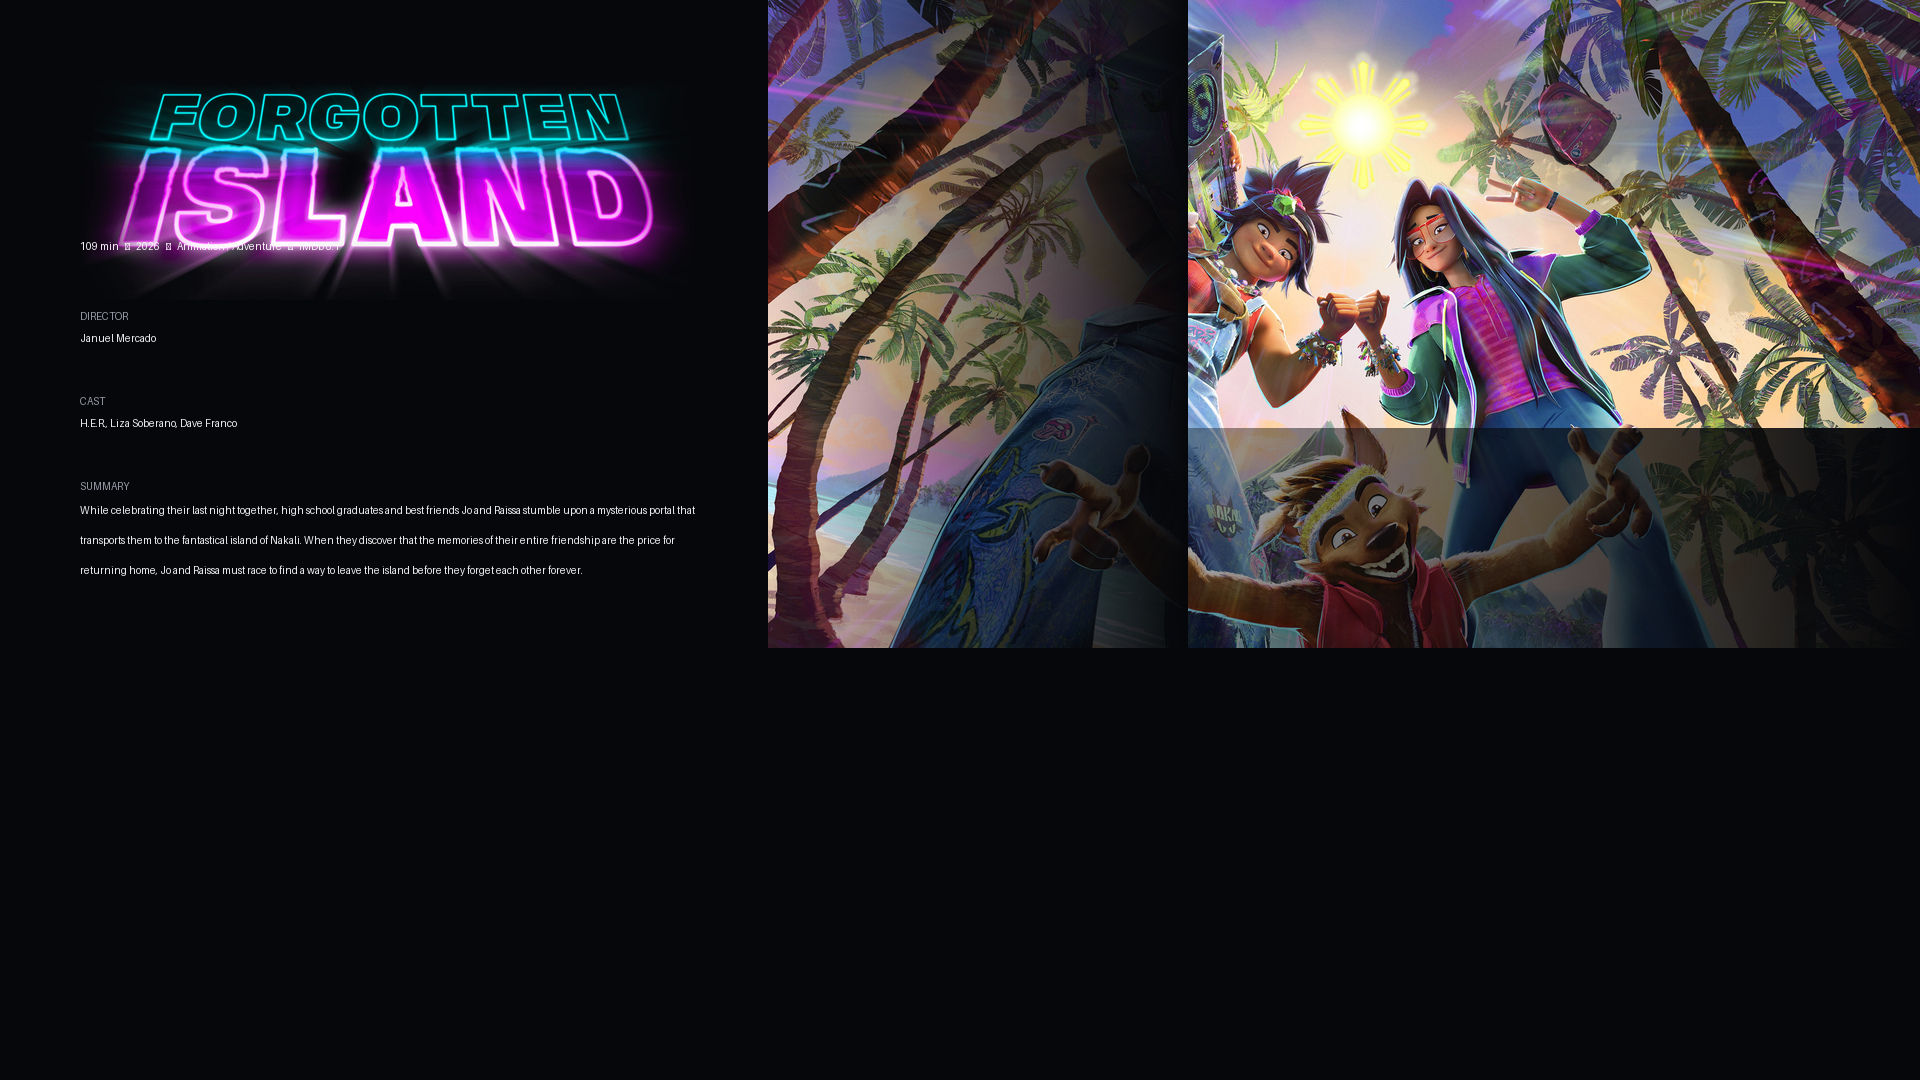 FORGOTTEN
ISLAND
109 min 2026 Animation, Adventure
DIRECTOR
Januel Mercado
CAST
H.E.R., Liza Soberano, Dave Franco
SUMMARY
While celebrating their last night together, high school graduates and best friends Jo and Raissa stumble upon a mysterious portal that
transports them to the fantastical island of Nakali. When they discover that the memories of their entire friendship are the price for
returning home, Jo and Raissa must race to find a way to leave the island before they forget each other forever.
NAKALI